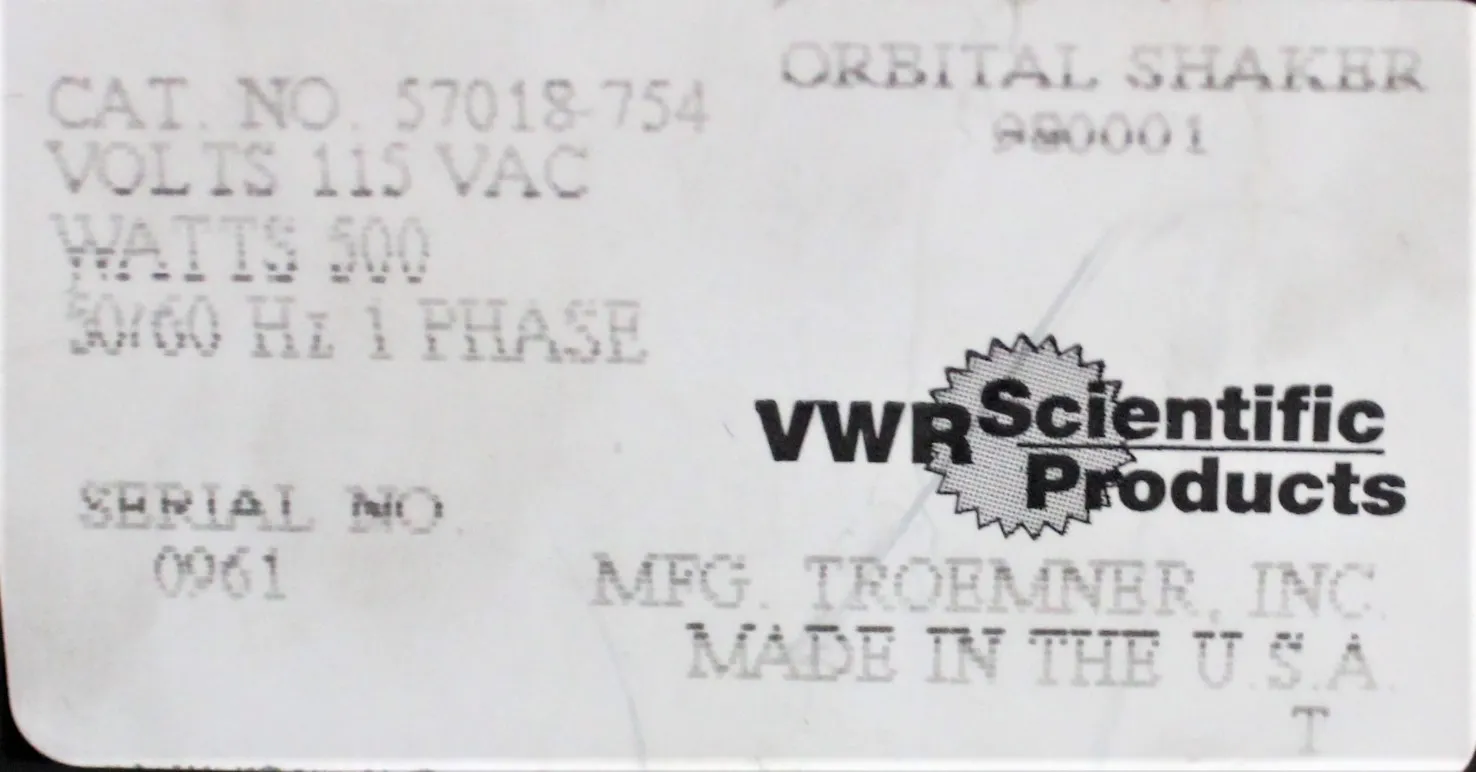 ORBITAL SHAKER
980001
CAT. NO. 57018-754
VOLTS 115 VAC
WATTS 500
50/60 Hz 1 PHASE
VWR Scientific
Products
SERIAL NO.
0961
MFG. TROEMNER, INC.
MADE IN THE U.S.A.
T